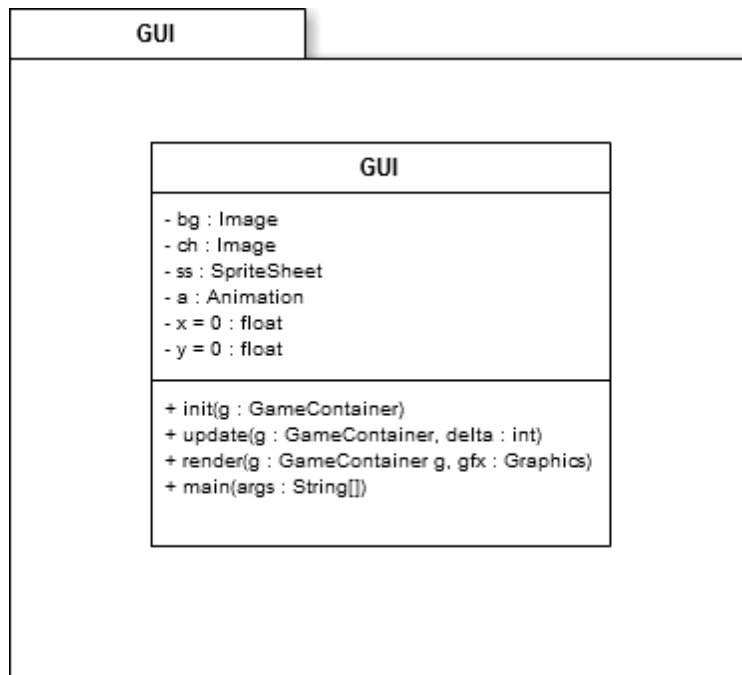 GUI
GUI
- bg : Image
- ch : Image
- ss : SpriteSheet
- a : Animation
- x = 0 : float
- y = 0 : float
+ init(g : GameContainer)
+ update(g : GameContainer, delta : int)
+ render(g : GameContainer g, gfx : Graphics)
+ main(args : String[])